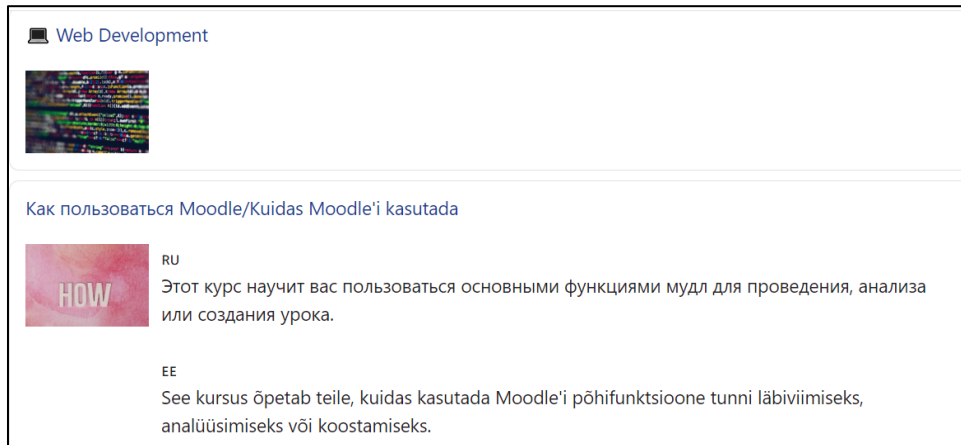 Web Development
Как пользоваться Moodle/Kuidas Moodle'i kasutada
HOW
RU
Этот курс научит вас пользоваться основными функциями мудл для проведения, анализа
или создания урока.
EE
See kursus õpetab teile, kuidas kasutada Moodle'i põhifunktsioone tunni läbiviimiseks,
analüüsimiseks või koostamiseks.